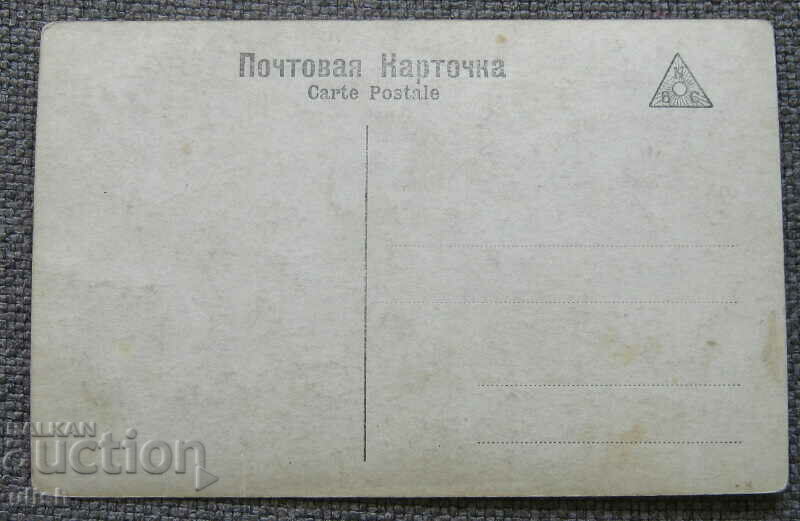 Почтовая Карточка
Carte Postale
N
B C
BALKAN
auction